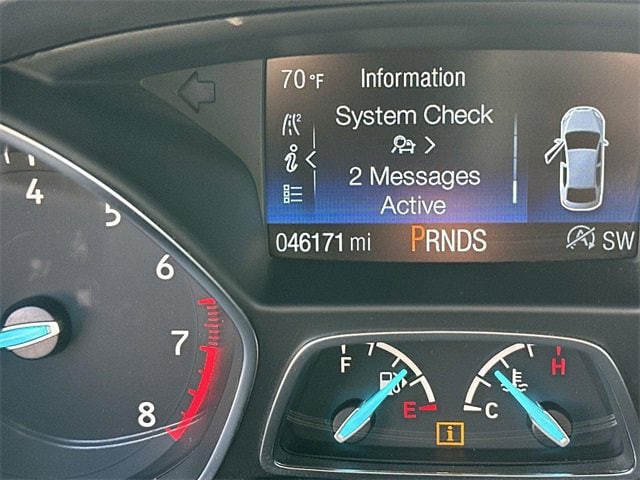 70°F Information
System Check
2 Messages
Active
046171 mi PRNDS SW
4
5
6
7
8
F E
C H
i